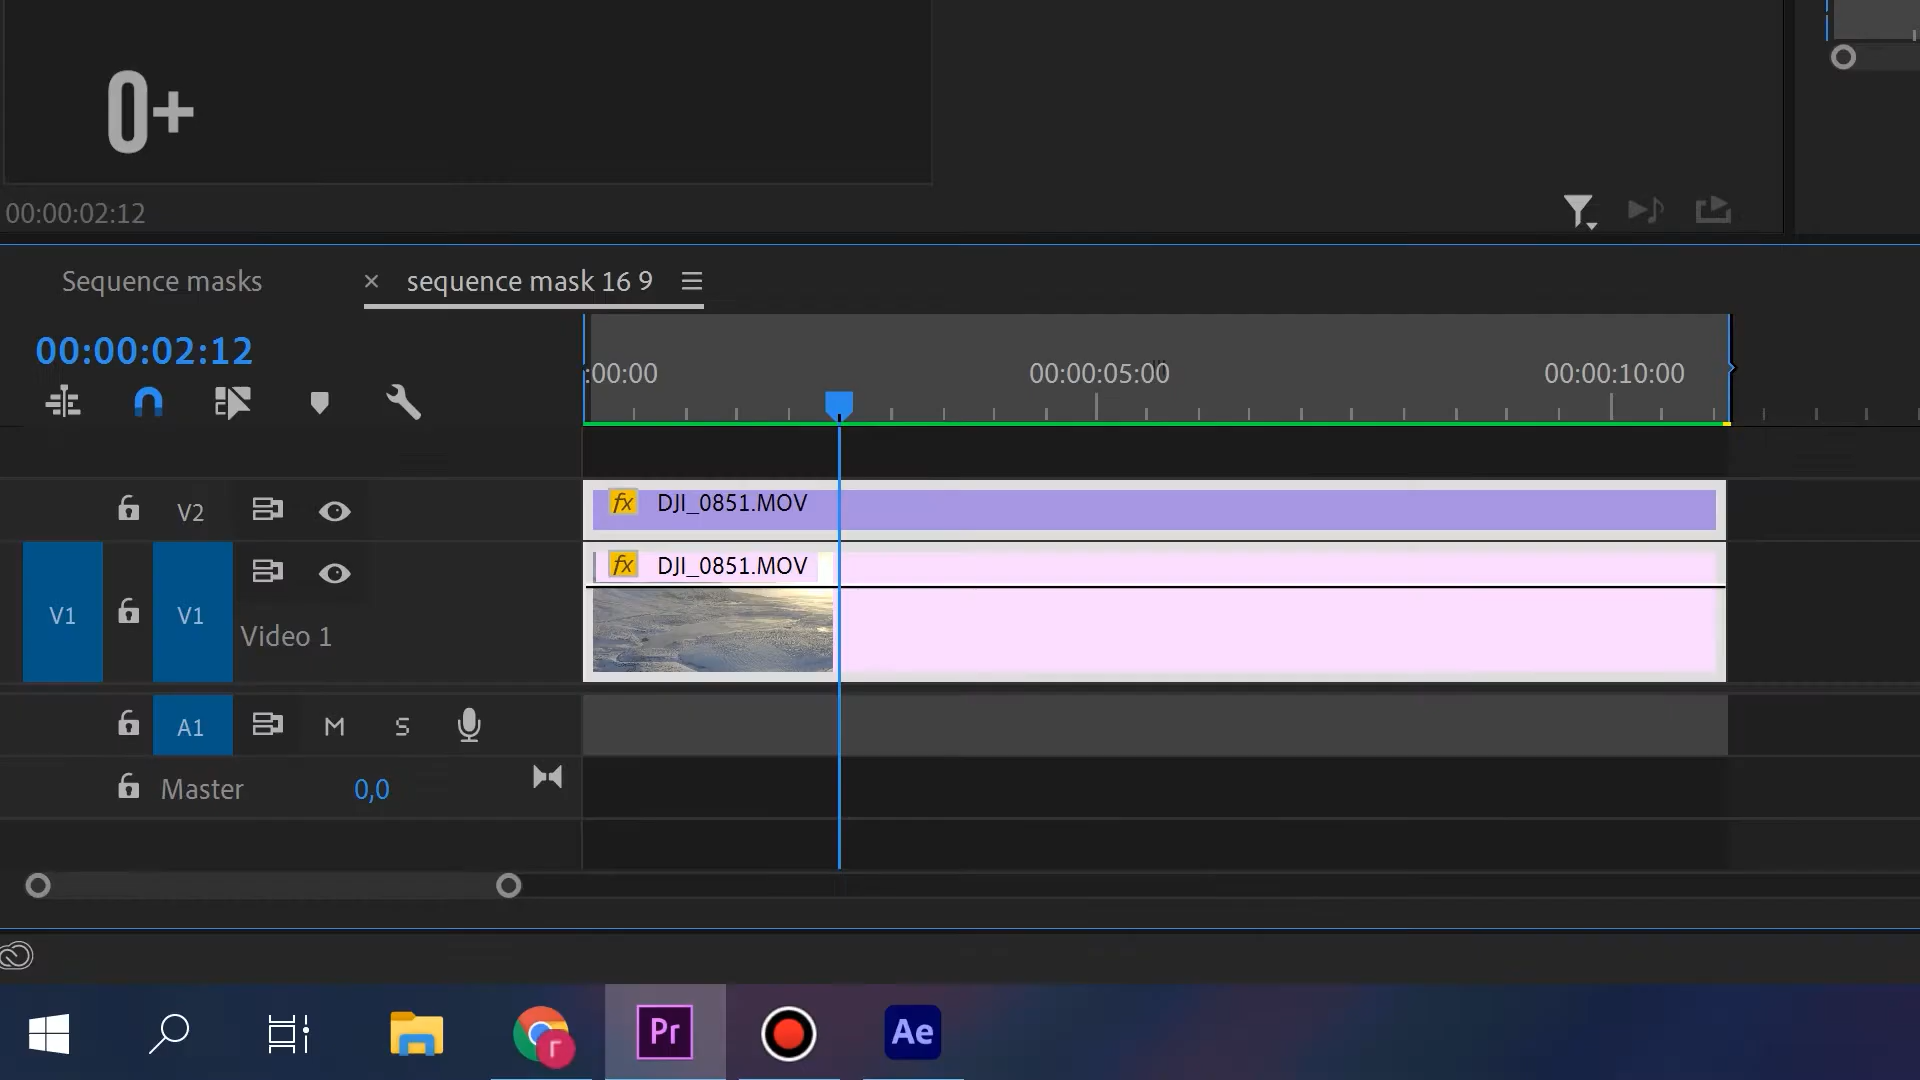 0+
00:00:02:12
Sequence masks
× sequence mask 16 9
00:00:02:12
:00:00 00:00:05:00 00:00:10:00
V2 fx DJI_0851.MOV
V1 V1 fx DJI_0851.MOV
Video 1
A1 M S
Master 0,0
r Pr Ae